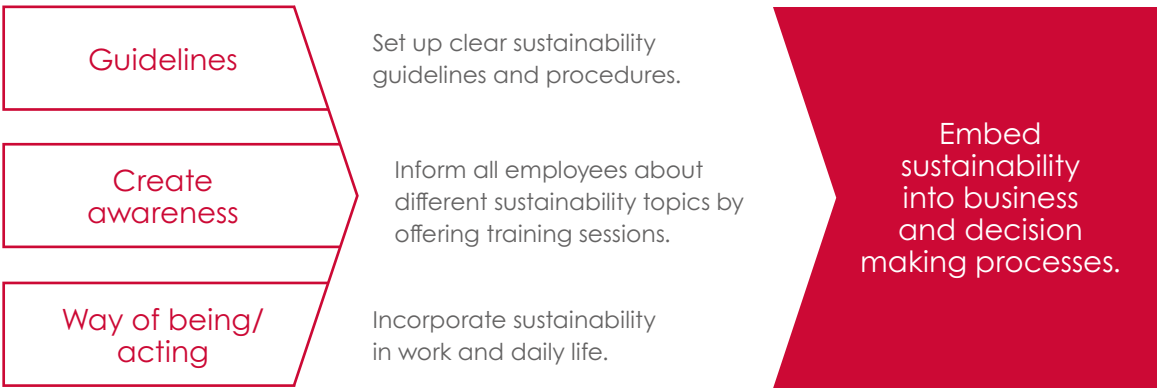 Guidelines
Set up clear sustainability
guidelines and procedures.
Create
awareness
Inform all employees about
different sustainability topics by
offering training sessions.
Way of being/
acting
Incorporate sustainability
in work and daily life.
Embed
sustainability
into business
and decision
making processes.